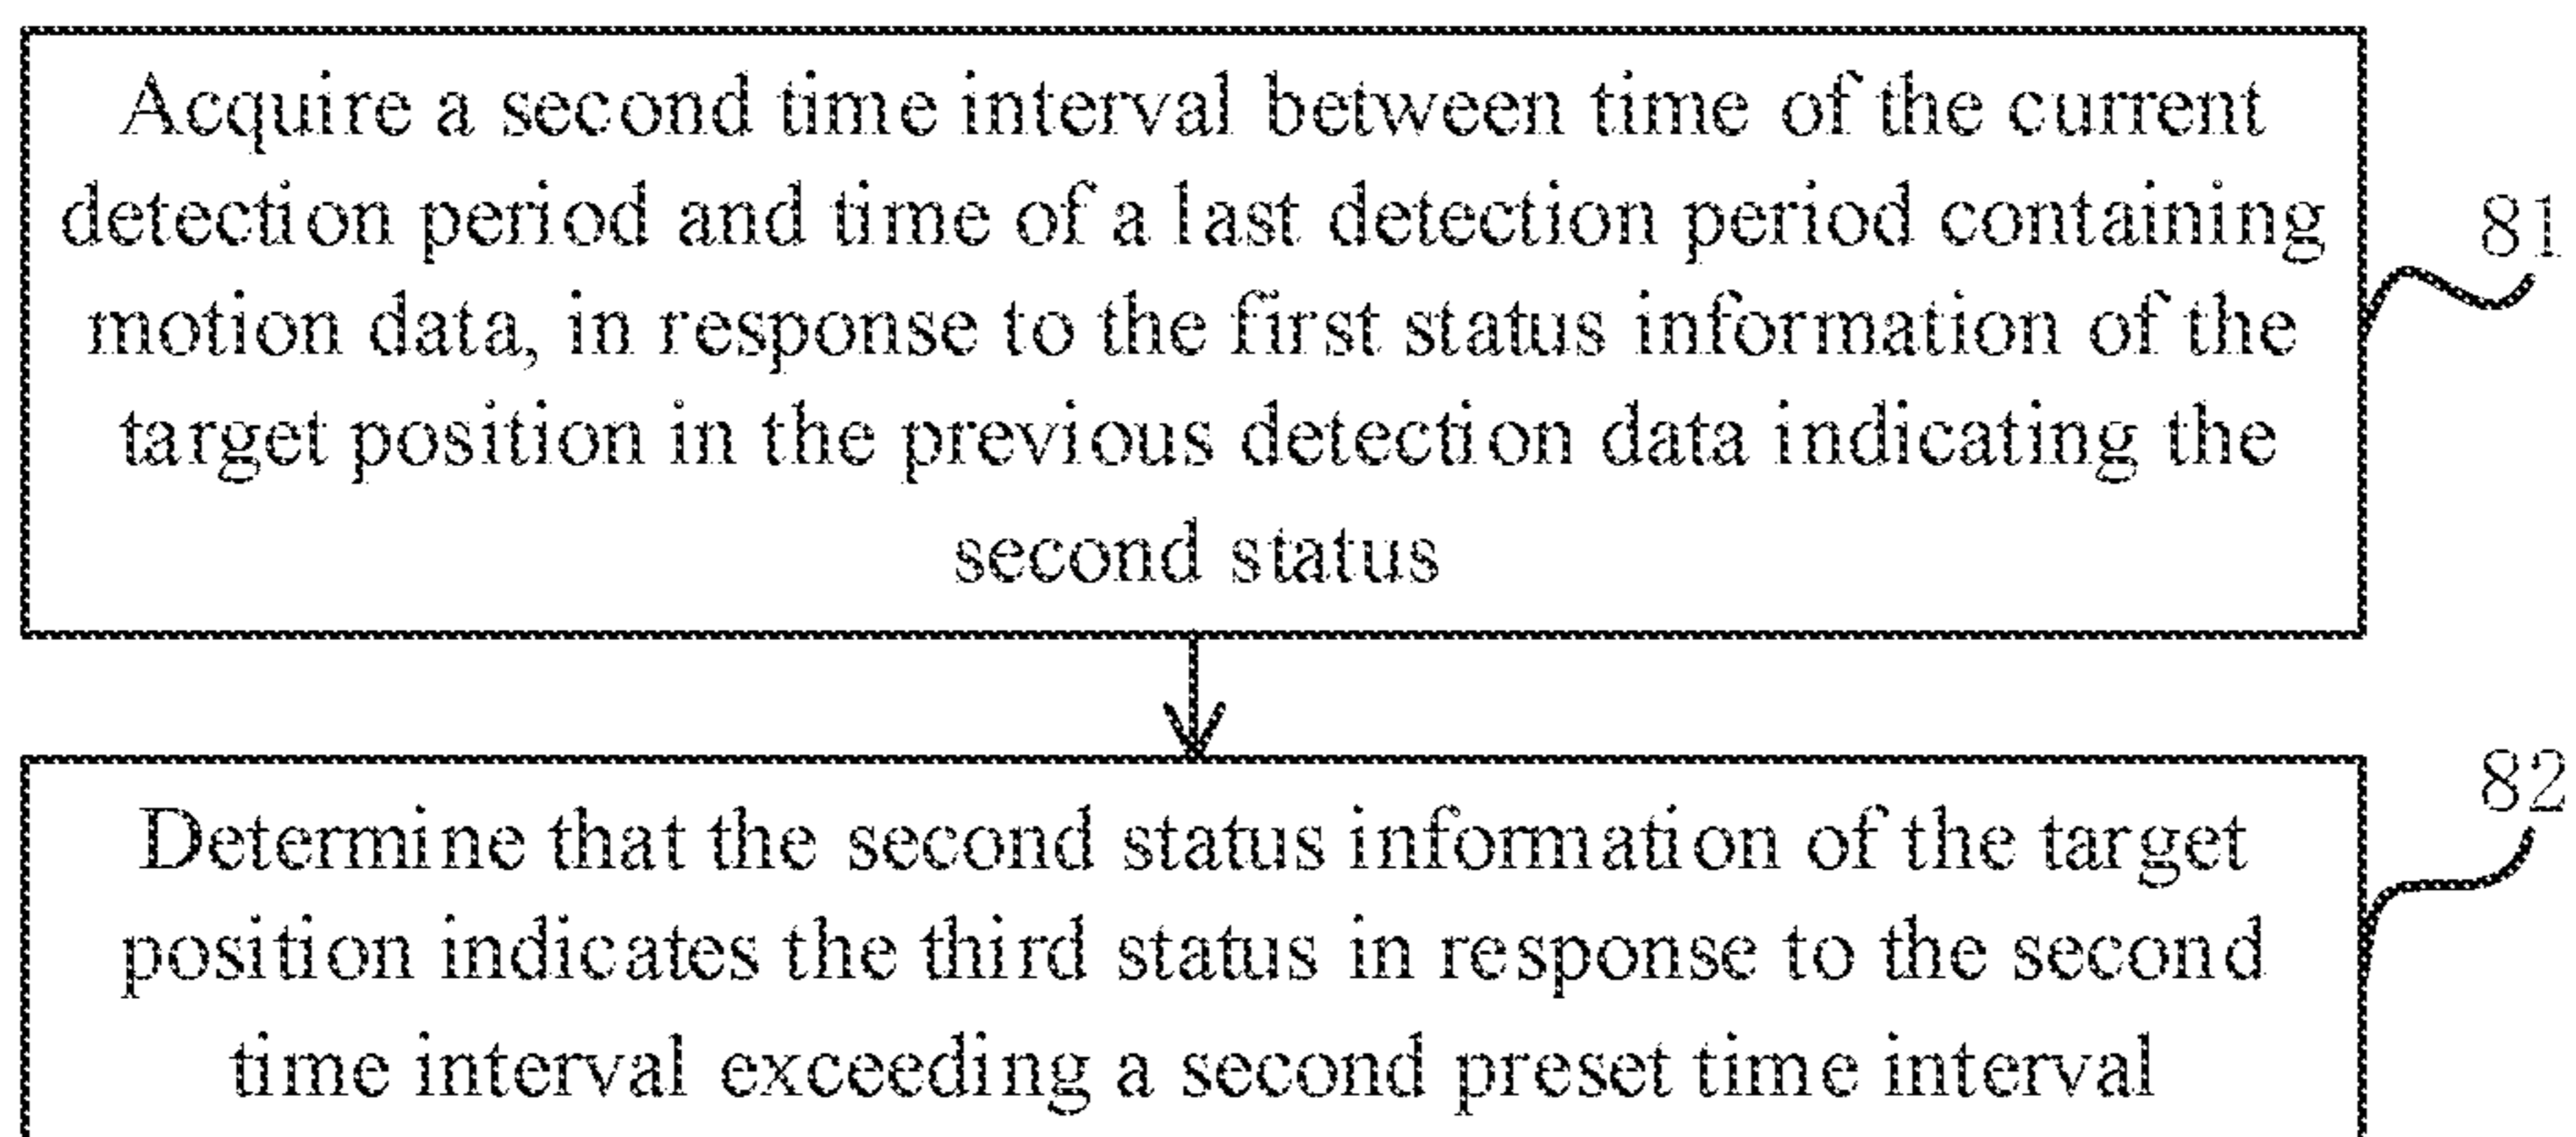 Acquire a second time interval between time of the current
detection period and time of a last detection period containing
motion data, in response to the first status information of the
target position in the previous detection data indicating the
second status
81
Determine that the second status information of the target
position indicates the third status in response to the second
time interval exceeding a second preset time interval
82